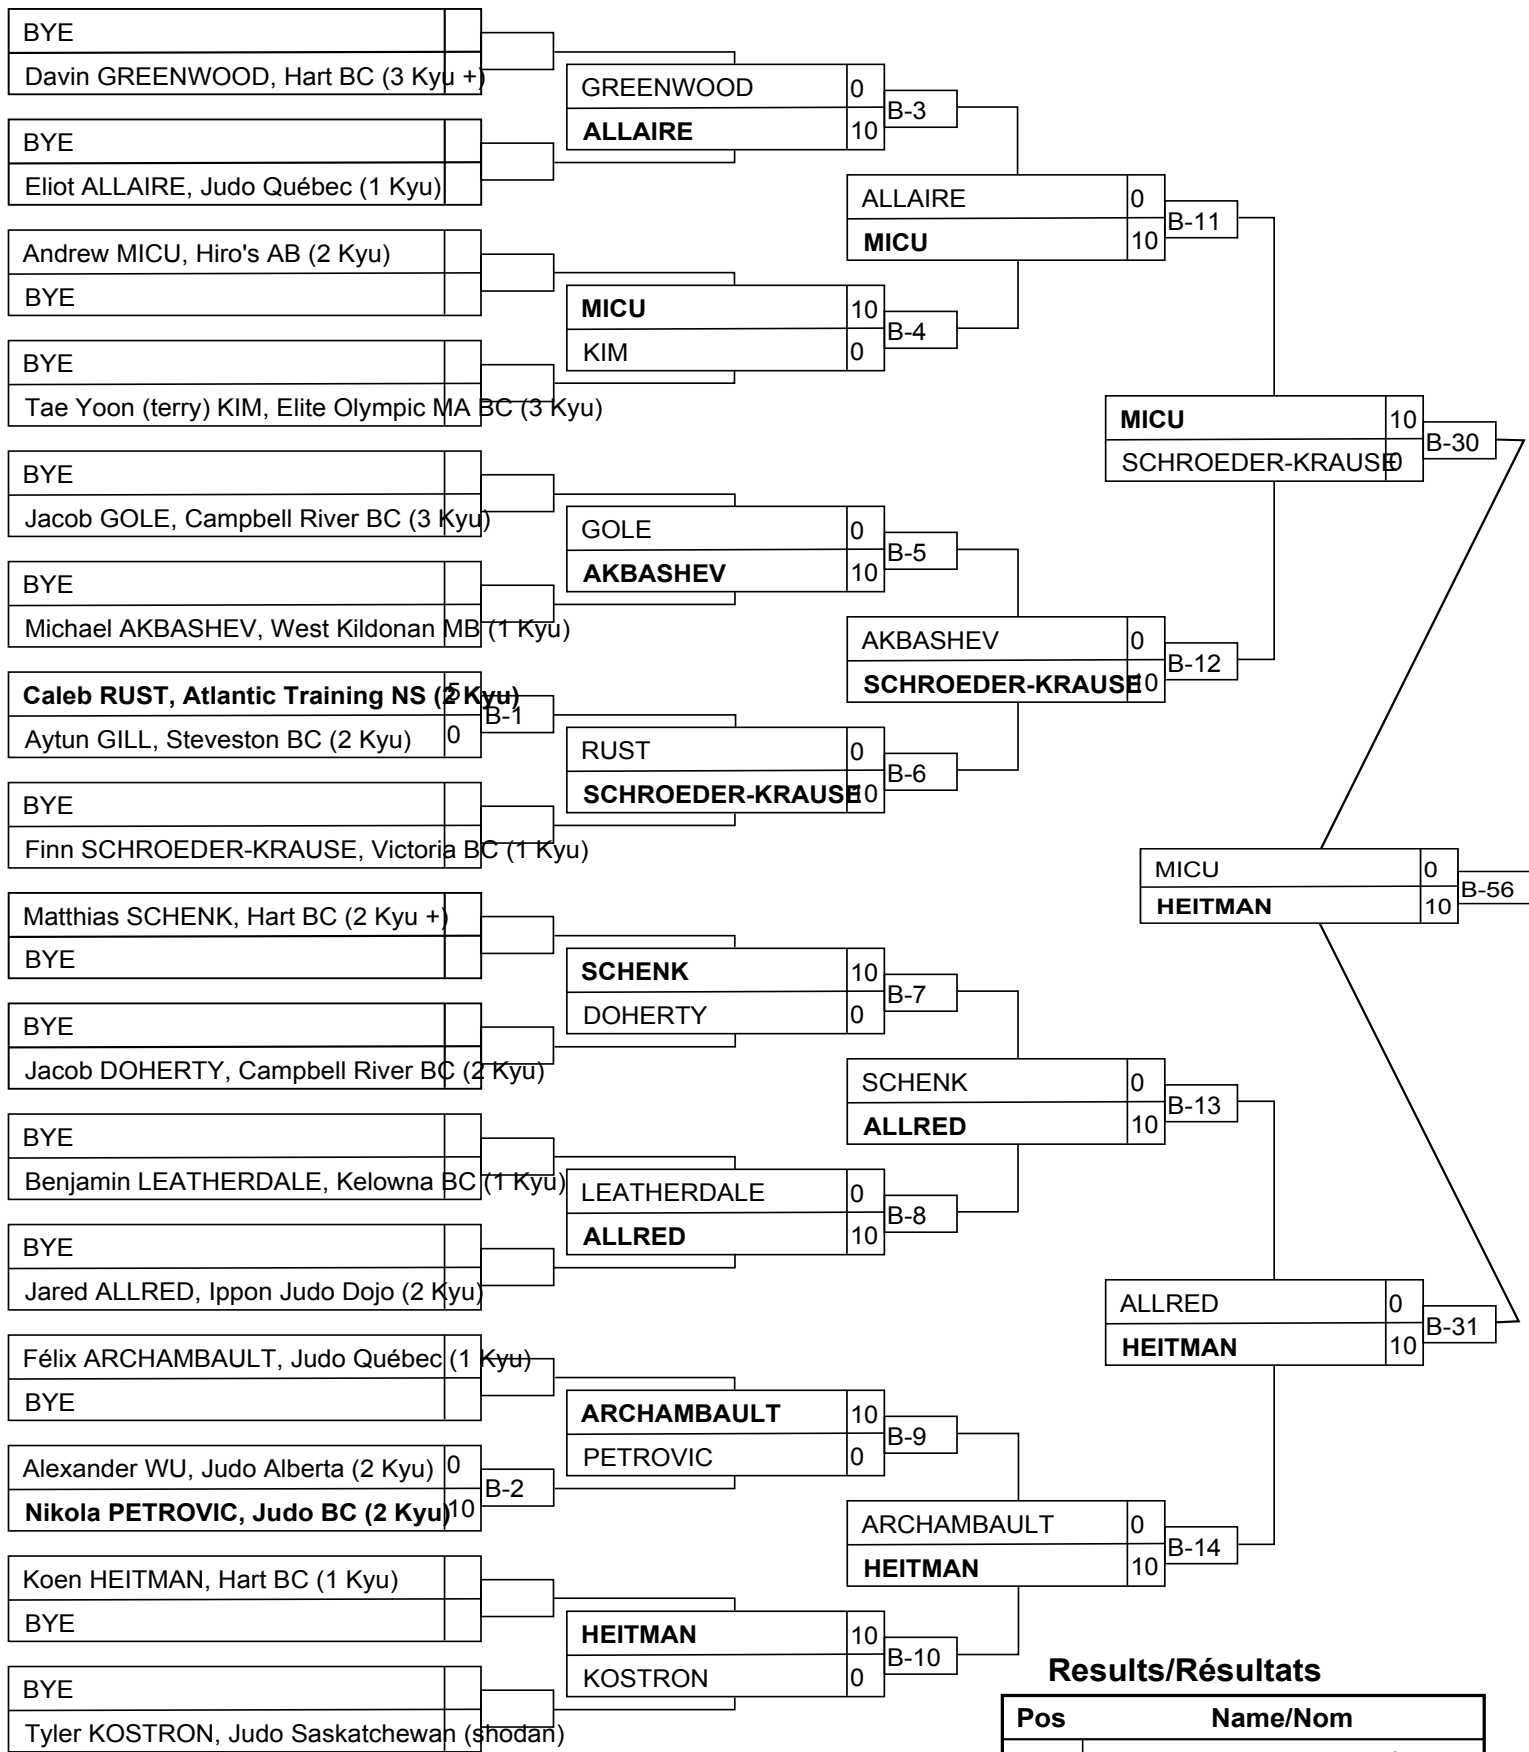 BYE
Davin GREENWOOD, Hart BC (3 Kyu +)
BYE
Eliot ALLAIRE, Judo Québec (1 Kyu)
Andrew MICU, Hiro's AB (2 Kyu)
BYE
BYE
Tae Yoon (terry) KIM, Elite Olympic MA BC (3 Kyu)
BYE
Jacob GOLE, Campbell River BC (3 Kyu)
BYE
Michael AKBASHEV, West Kildonan MB (1 Kyu)
Caleb RUST, Atlantic Training NS (2 Kyu) 5
Aytun GILL, Steveston BC (2 Kyu) 0
B-1
BYE
Finn SCHROEDER-KRAUSE, Victoria BC (1 Kyu)
Matthias SCHENK, Hart BC (2 Kyu +)
BYE
BYE
Jacob DOHERTY, Campbell River BC (2 Kyu)
BYE
Benjamin LEATHERDALE, Kelowna BC (1 Kyu)
BYE
Jared ALLRED, Ippon Judo Dojo (2 Kyu)
Félix ARCHAMBAULT, Judo Québec (1 Kyu)
BYE
Alexander WU, Judo Alberta (2 Kyu) 0
Nikola PETROVIC, Judo BC (2 Kyu) 10
B-2
Koen HEITMAN, Hart BC (1 Kyu)
BYE
BYE
Tyler KOSTRON, Judo Saskatchewan (shodan)
GREENWOOD 0
ALLAIRE 10
B-3
MICU 10
KIM 0
B-4
GOLE 0
AKBASHEV 10
B-5
RUST 0
SCHROEDER-KRAUSE 10
B-6
SCHENK 10
DOHERTY 0
B-7
LEATHERDALE 0
ALLRED 10
B-8
ARCHAMBAULT 10
PETROVIC 0
B-9
HEITMAN 10
KOSTRON 0
B-10
ALLAIRE 0
MICU 10
B-11
AKBASHEV 0
SCHROEDER-KRAUSE 10
B-12
SCHENK 0
ALLRED 10
B-13
ARCHAMBAULT 0
HEITMAN 10
B-14
MICU 10
SCHROEDER-KRAUSE 0
B-30
ALLRED 0
HEITMAN 10
B-31
MICU 0
HEITMAN 10
B-56
Results/Résultats
Pos Name/Nom